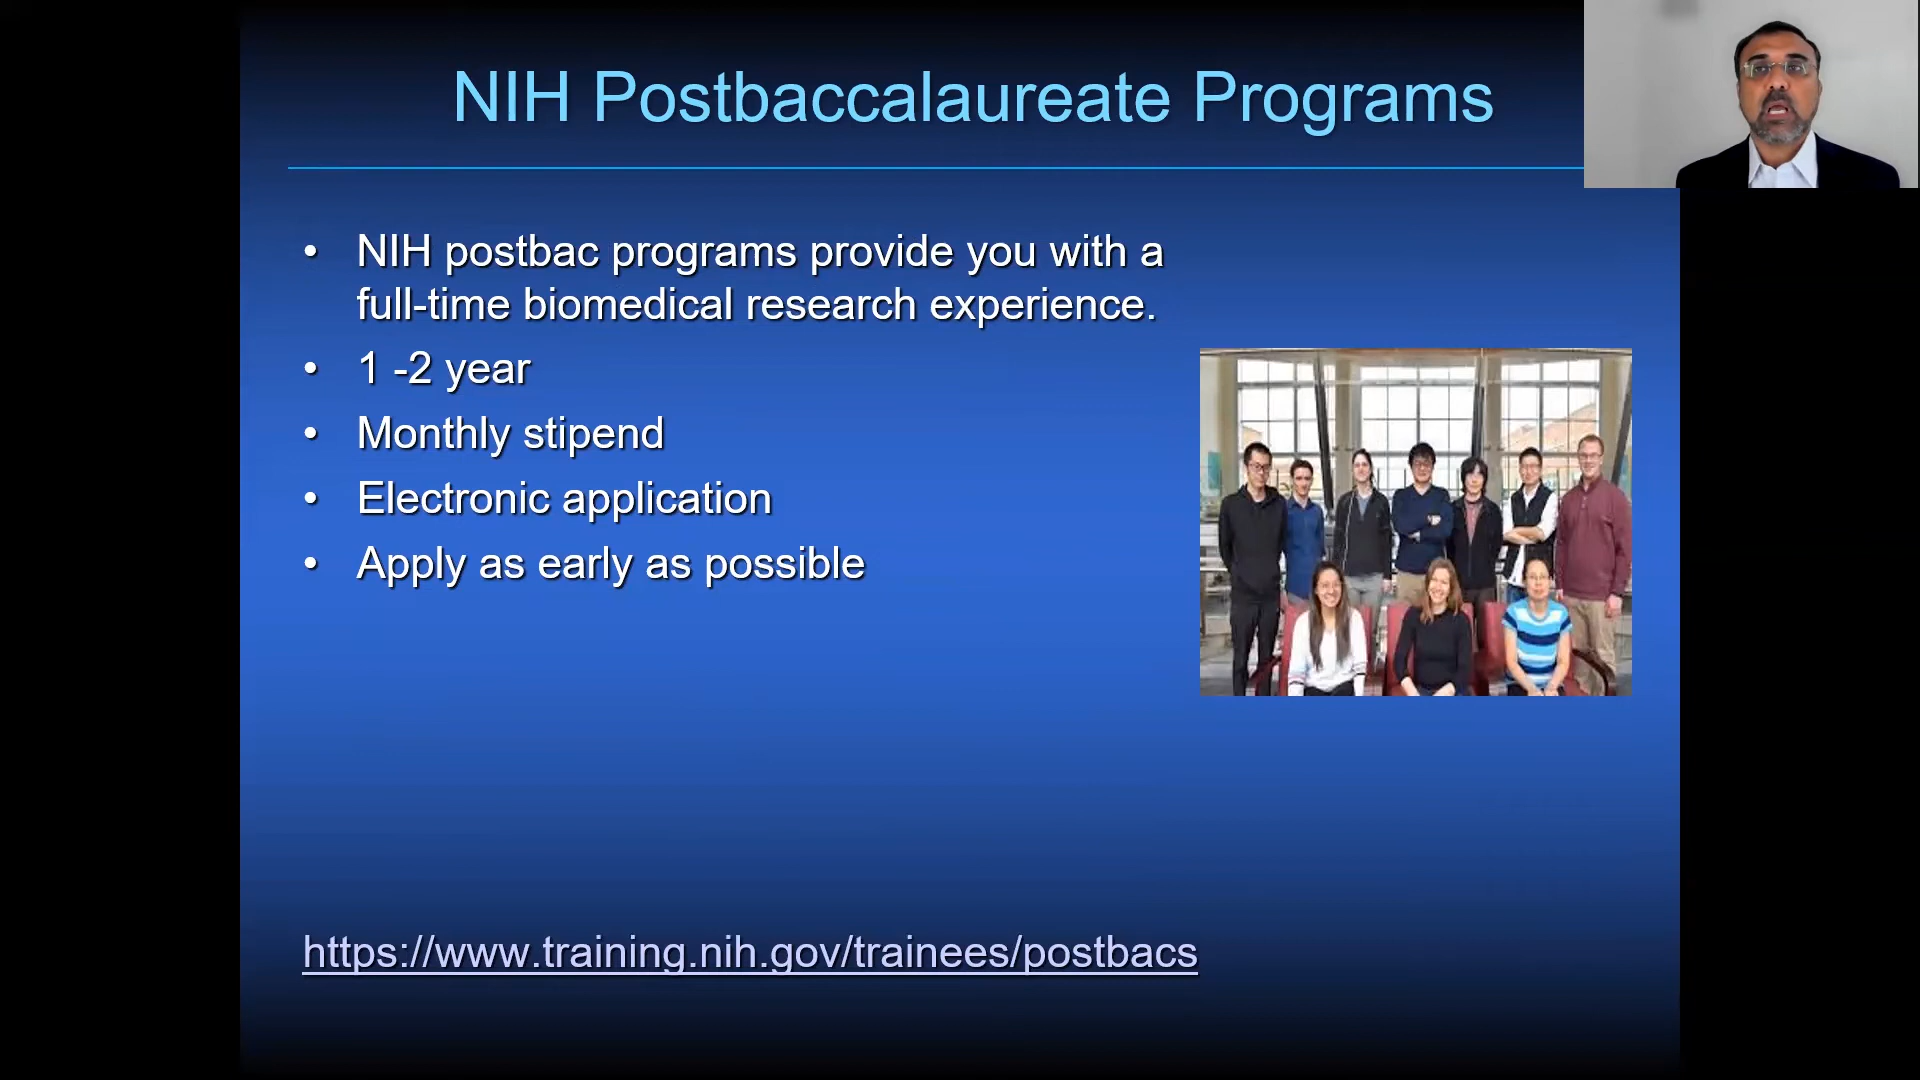 NIH Postbaccalaureate Programs
• NIH postbac programs provide you with a
full-time biomedical research experience.
• 1 -2 year
• Monthly stipend
• Electronic application
• Apply as early as possible
https://www.training.nih.gov/trainees/postbacs